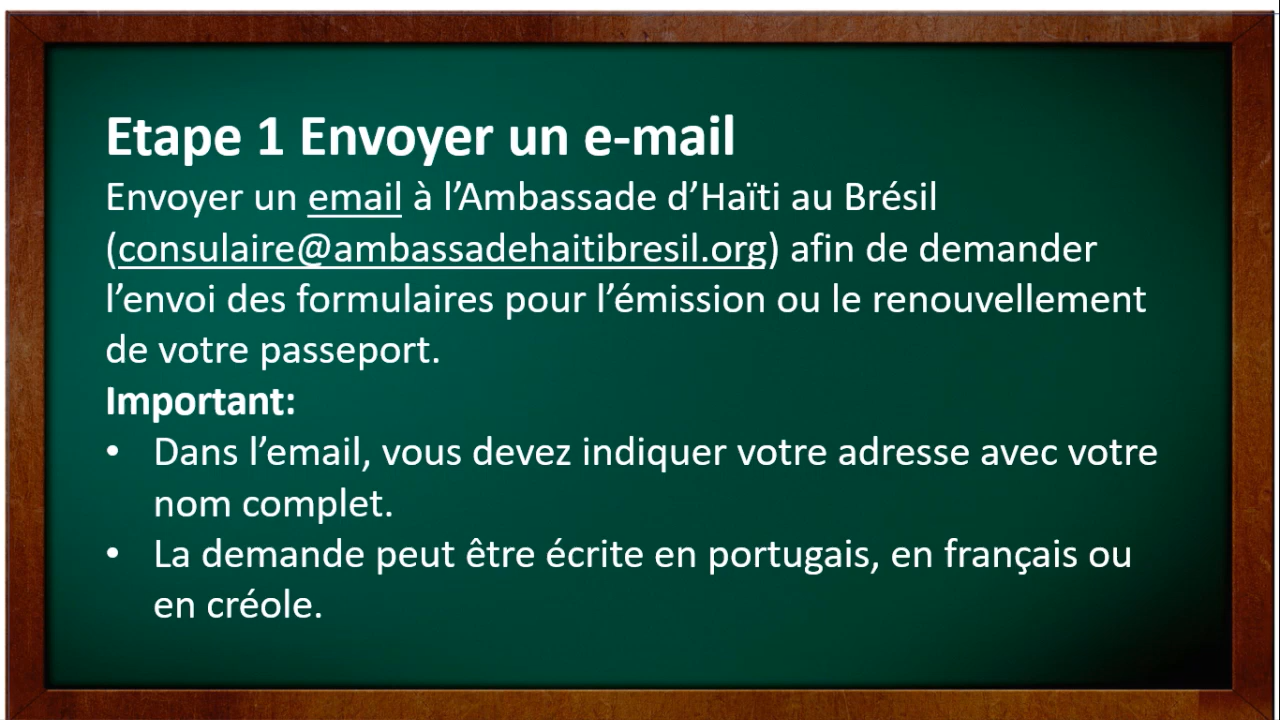 Etape 1 Envoyer un e-mail
Envoyer un email à l’Ambassade d’Haïti au Brésil
(consulaire@ambassadehaitibresil.org) afin de demander
l’envoi des formulaires pour l’émission ou le renouvellement
de votre passeport.
Important:
• Dans l’email, vous devez indiquer votre adresse avec votre
nom complet.
• La demande peut être écrite en portugais, en français ou
en créole.